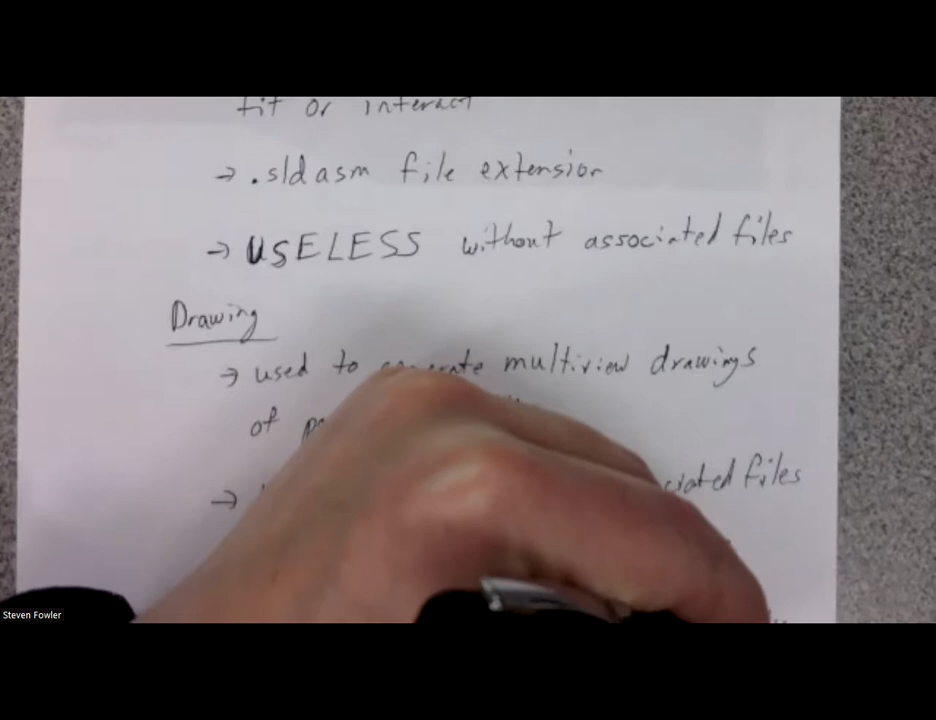 fit or interact
→ .sldasm file extension
→ USELESS without associated files
Drawing
→ used to generate multiview drawings
of
→ files
Steven Fowler